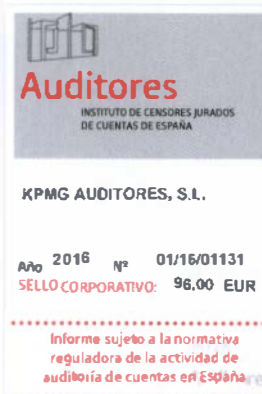 Auditores
INSTITUTO DE CENSORES JURADOS
DE CUENTAS DE ESPAÑA
KPMG AUDITORES, S.L.
Año 2016 Nº 01/16/01131
SELLO CORPORATIVO: 96,00 EUR
Informe sujeto a la normativa
reguladora de la actividad de
auditoría de cuentas en España